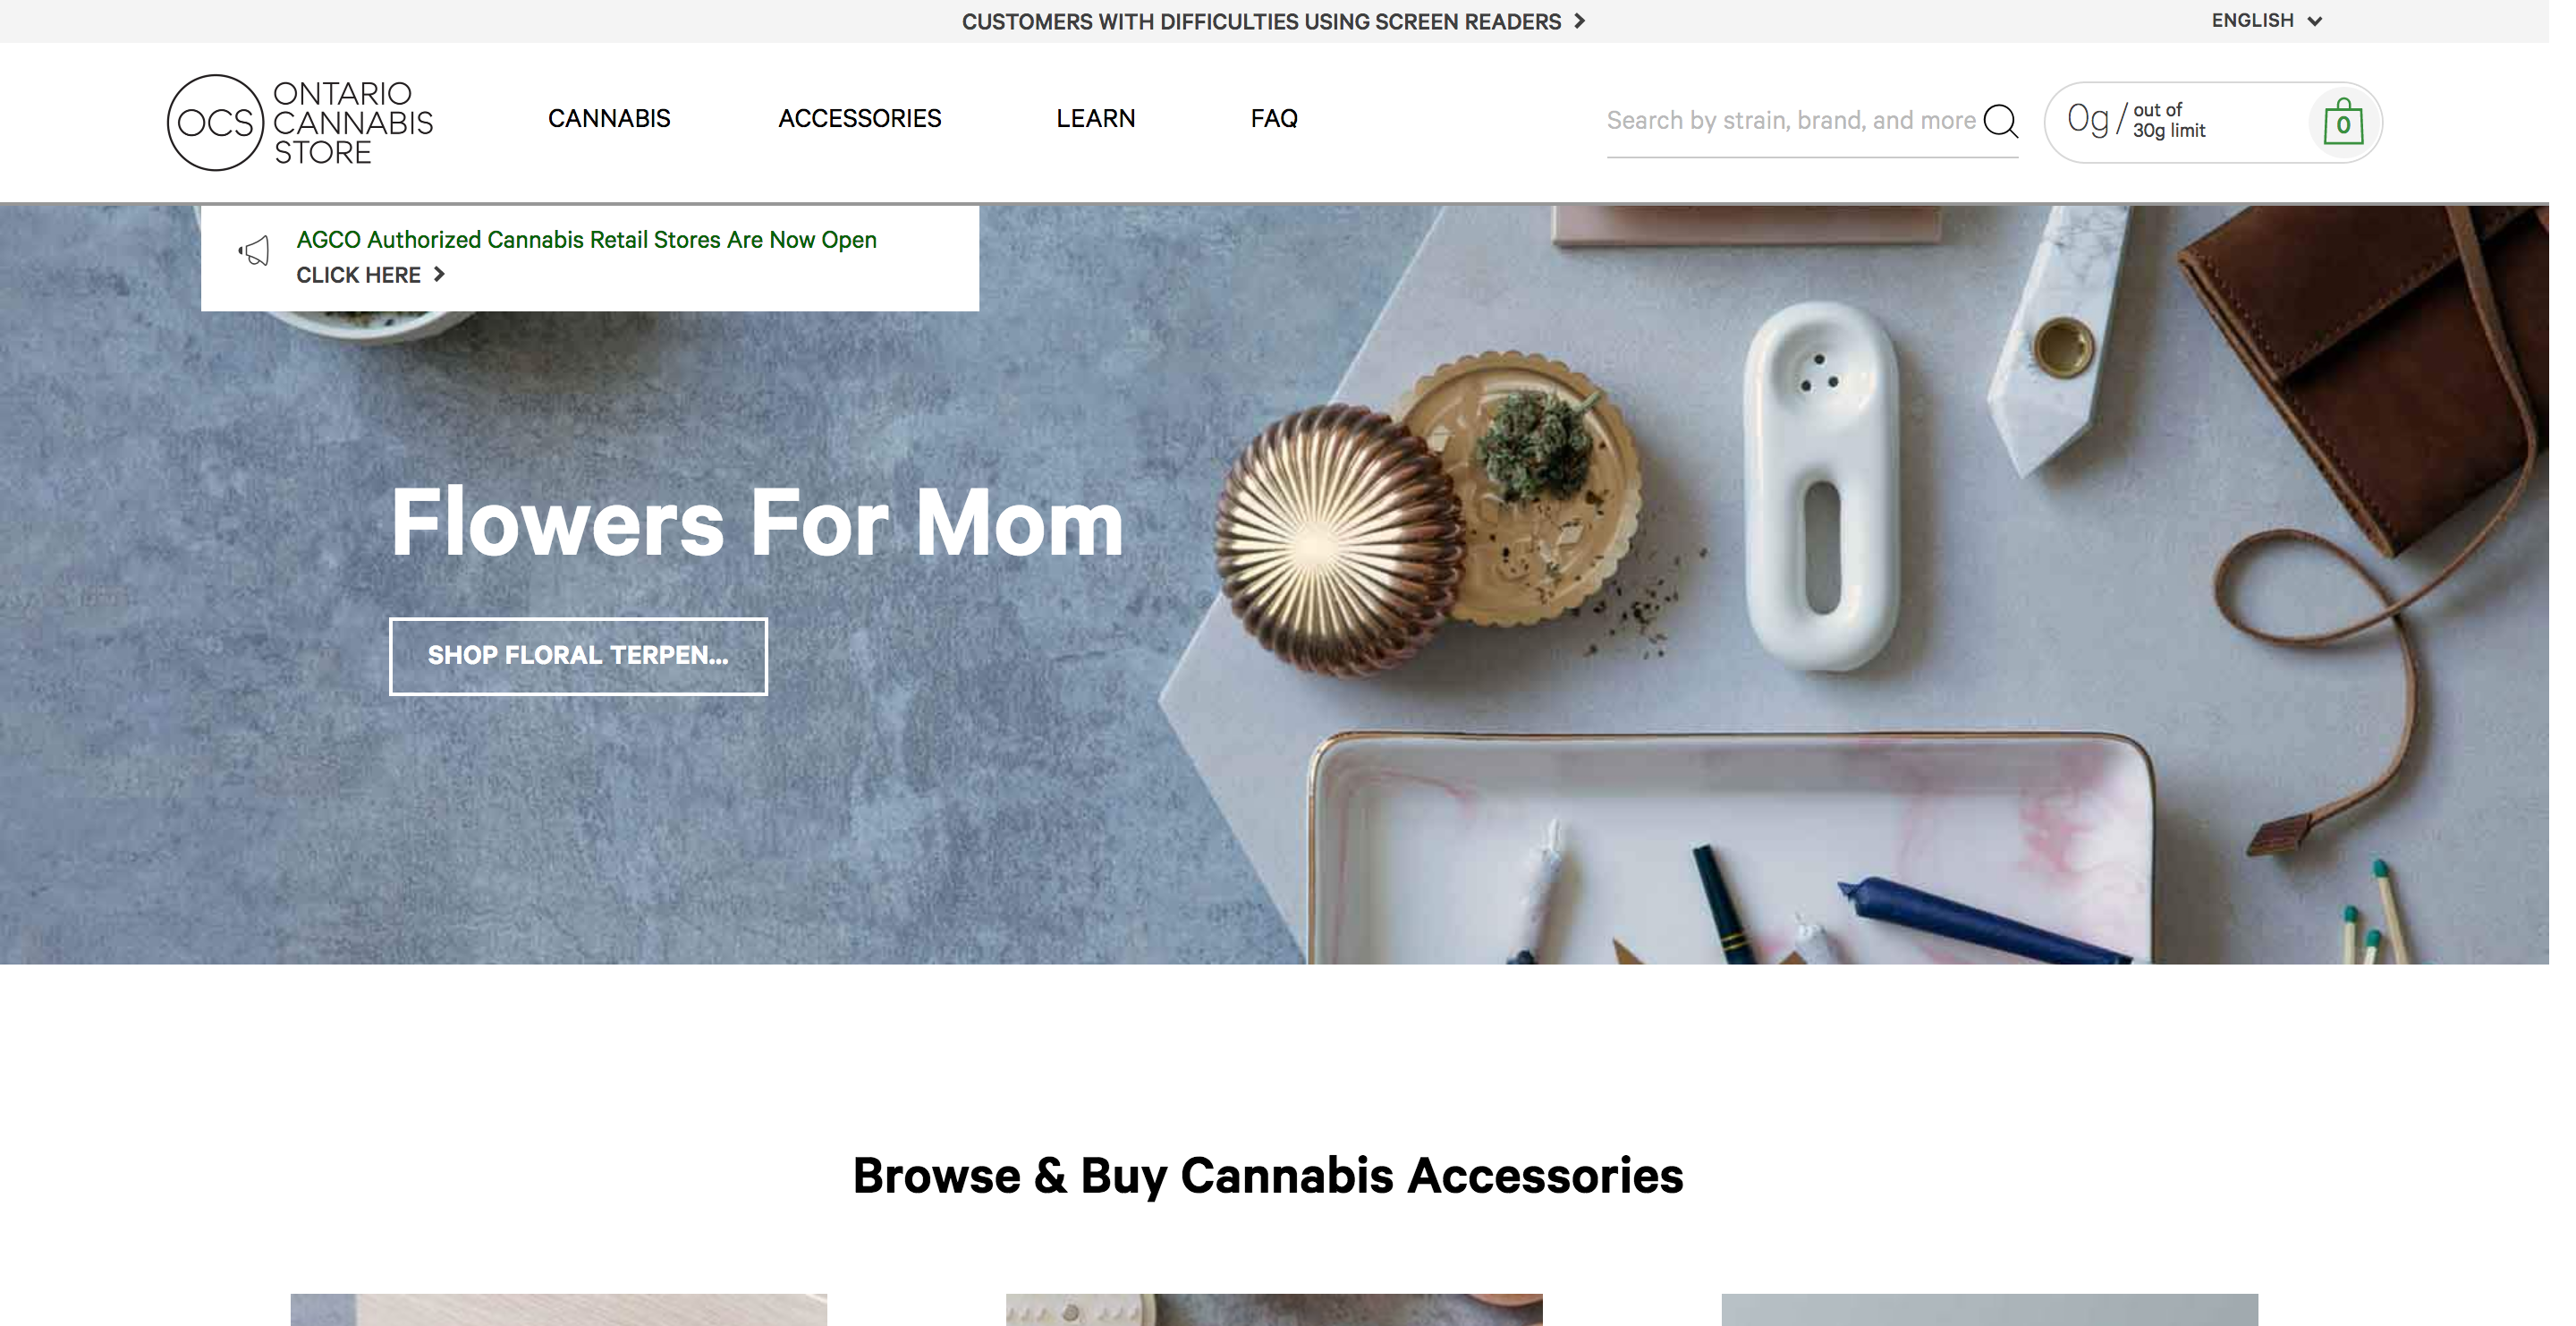 CUSTOMERS WITH DIFFICULTIES USING SCREEN READERS
ENGLISH
OCS
ONTARIO
CANNABIS
STORE
CANNABIS
ACCESSORIES
LEARN
FAQ
Search by strain, brand, and more
0g/
out of
30g limit
0
AGCO Authorized Cannabis Retail Stores Are Now Open
CLICK HERE
Flowers For Mom
SHOP FLORAL TERPEN...
Browse & Buy Cannabis Accessories